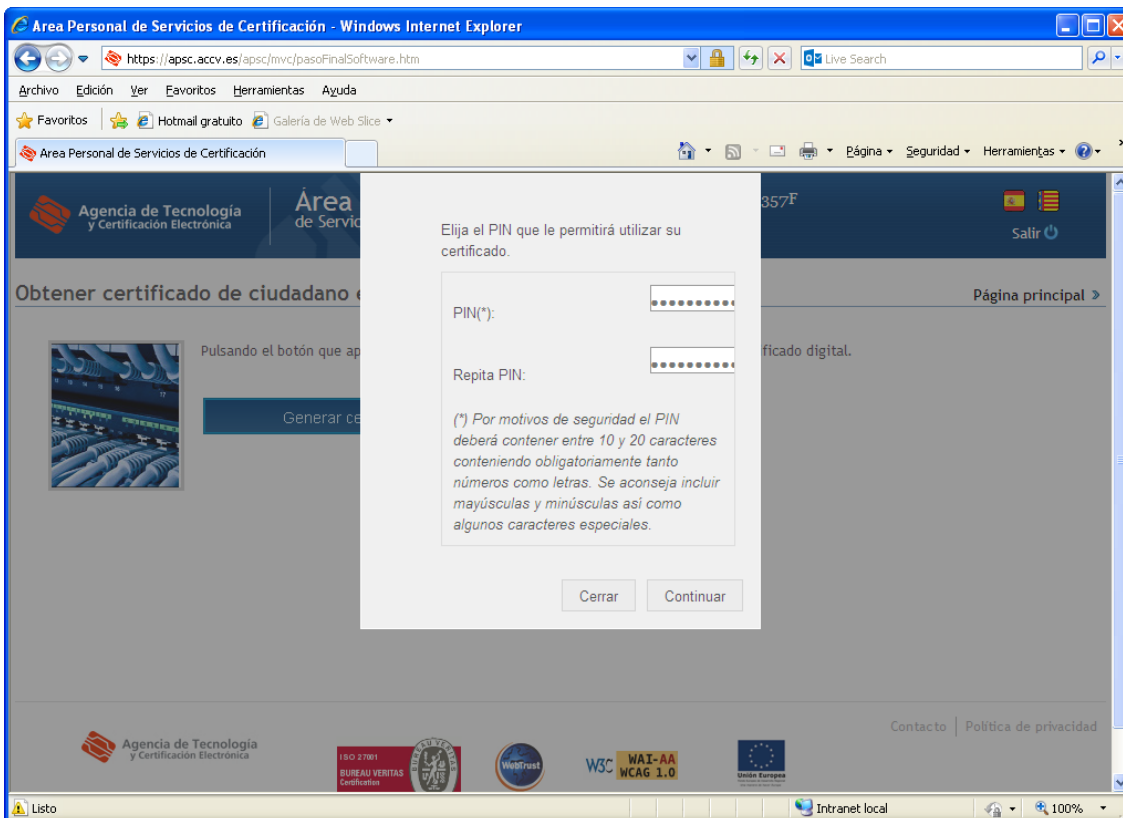 Area Personal de Servicios de Certificación - Windows Internet Explorer
https://apsc.accv.es/apsc/mvc/pasoFinalSoftware.htm
Live Search
Archivo Edición Ver Favoritos Herramientas Ayuda
Favoritos Hotmail gratuito Galería de Web Slice
Area Personal de Servicios de Certificación
Página Seguridad Herramientas
Agencia de Tecnología
y Certificación Electrónica
Área
de Servic
357F
Salir
Elija el PIN que le permitirá utilizar su
certificado.
Obtener certificado de ciudadano e
Página principal
PIN(*):
Pulsando el botón que ap
ficado digital.
Repita PIN:
Generar ce
(*) Por motivos de seguridad el PIN
deberá contener entre 10 y 20 caracteres
conteniendo obligatoriamente tanto
números como letras. Se aconseja incluir
mayúsculas y minúsculas así como
algunos caracteres especiales.
Cerrar Continuar
Contacto | Política de privacidad
Agencia de Tecnología
y Certificación Electrónica
ISO 27001
BUREAU VERITAS
Certification
WebTrust
W3C WAI-AA
WCAG 1.0
Unión Europea
Listo
Intranet local
100%